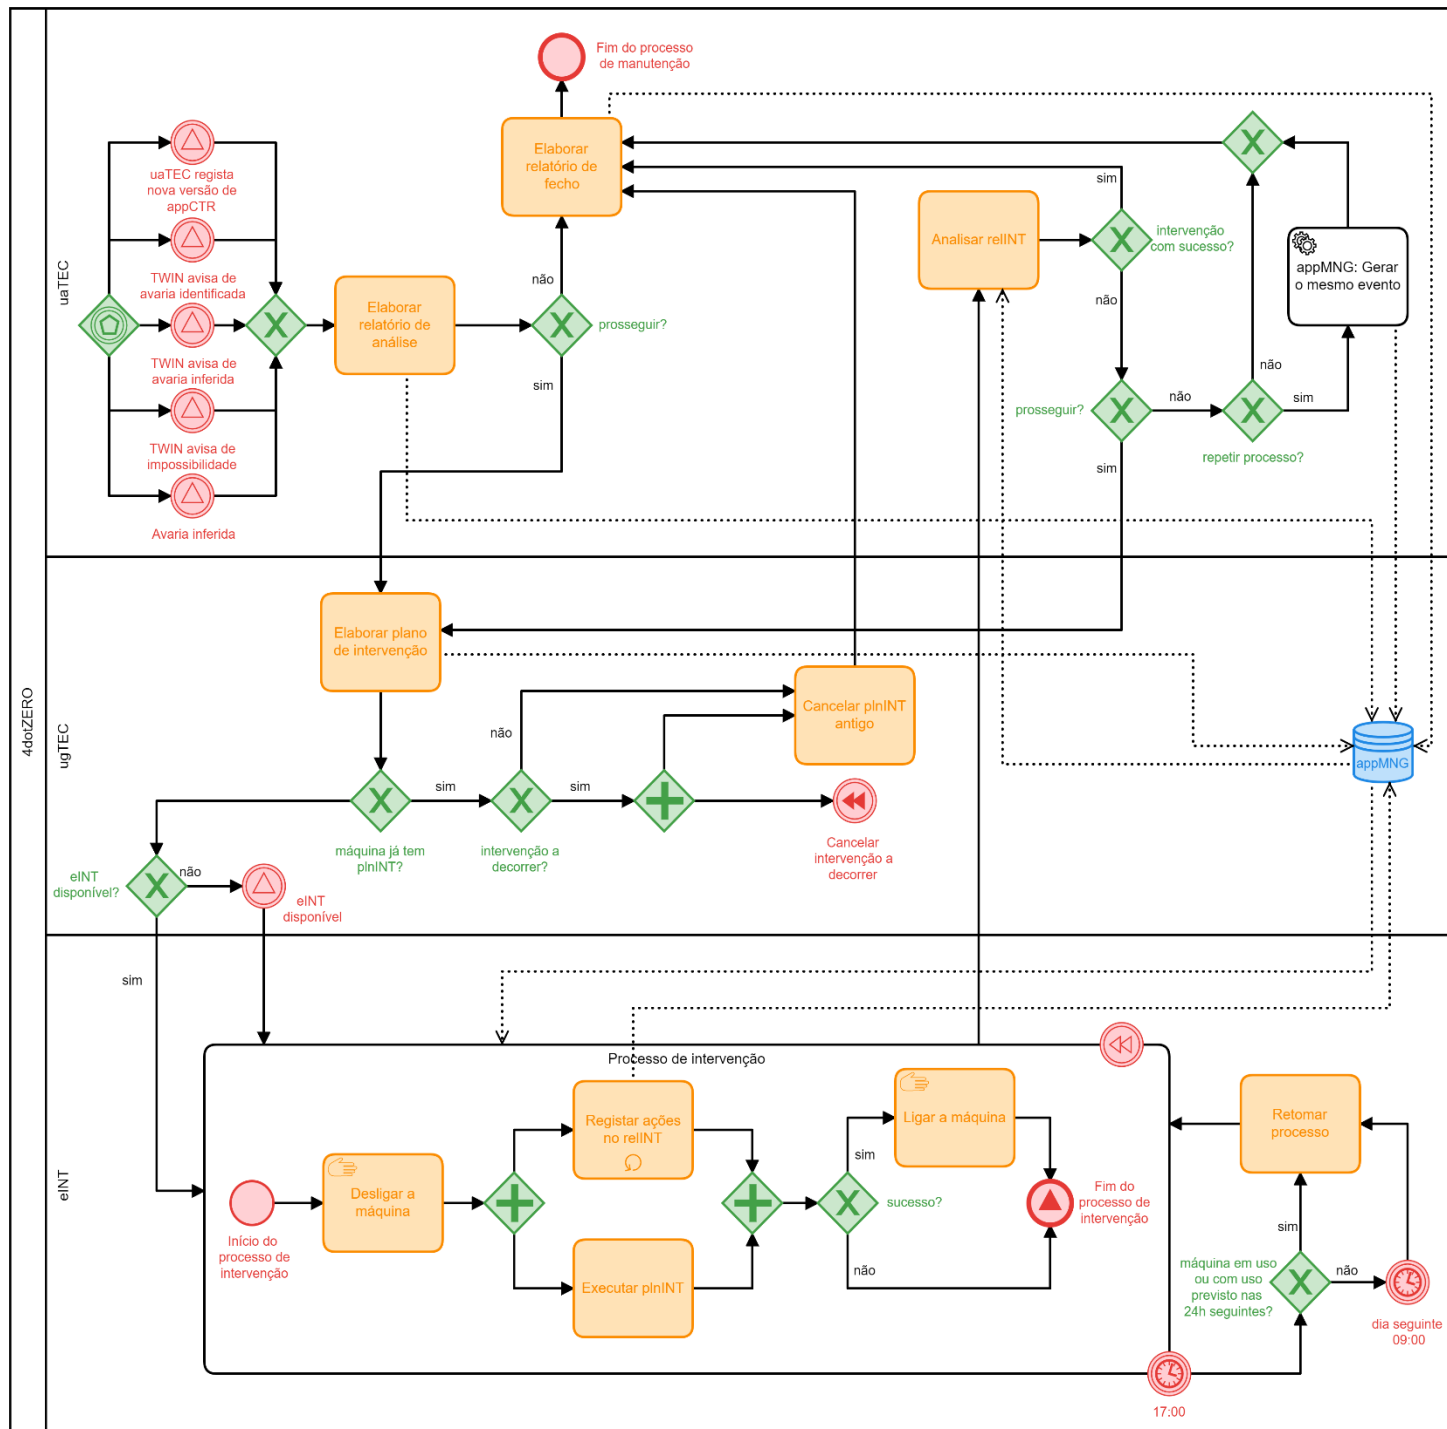 4dotZERO
uaTEC
Fim do processo
de manutenção
uaTEC regista
nova versão de
appCTR
TWIN avisa de
avaria identificada
TWIN avisa de
avaria inferida
TWIN avisa de
impossibilidade
Avaria inferida
Elaborar
relatório de
análise
Elaborar
relatório de
fecho
não
prosseguir?
sim
Analisar relINT
sim
intervenção
com sucesso?
não
prosseguir?
não
sim
não
sim
repetir processo?
appMNG: Gerar
o mesmo evento
ugTEC
Elaborar plano
de intervenção
Cancelar plnINT
antigo
não
sim
sim
máquina já tem
plnINT?
intervenção a
decorrer?
Cancelar
intervenção a
decorrer
appMNG
eINT
disponível?
não
eINT
disponível
sim
eINT
Processo de intervenção
Início do
processo de
intervenção
Desligar a
máquina
Registar ações
no relINT
Executar plnINT
sim
sucesso?
não
Ligar a máquina
Fim do
processo de
intervenção
Retomar
processo
sim
máquina em uso
ou com uso
previsto nas
24h seguintes?
não
dia seguinte
09:00
17:00